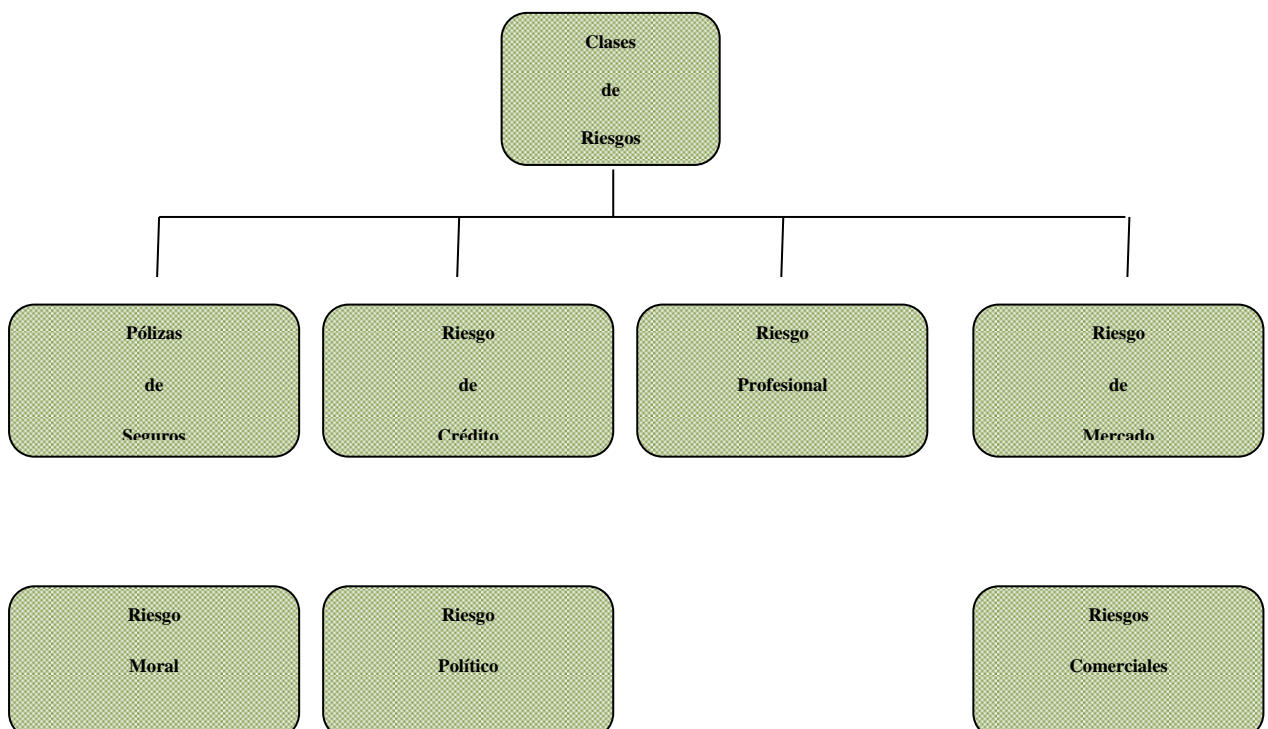 Clases
de
Riesgos
Pólizas
de
Seguros
Riesgo
de
Crédito
Riesgo
Profesional
Riesgo
de
Mercado
Riesgo
Moral
Riesgo
Político
Riesgos
Comerciales